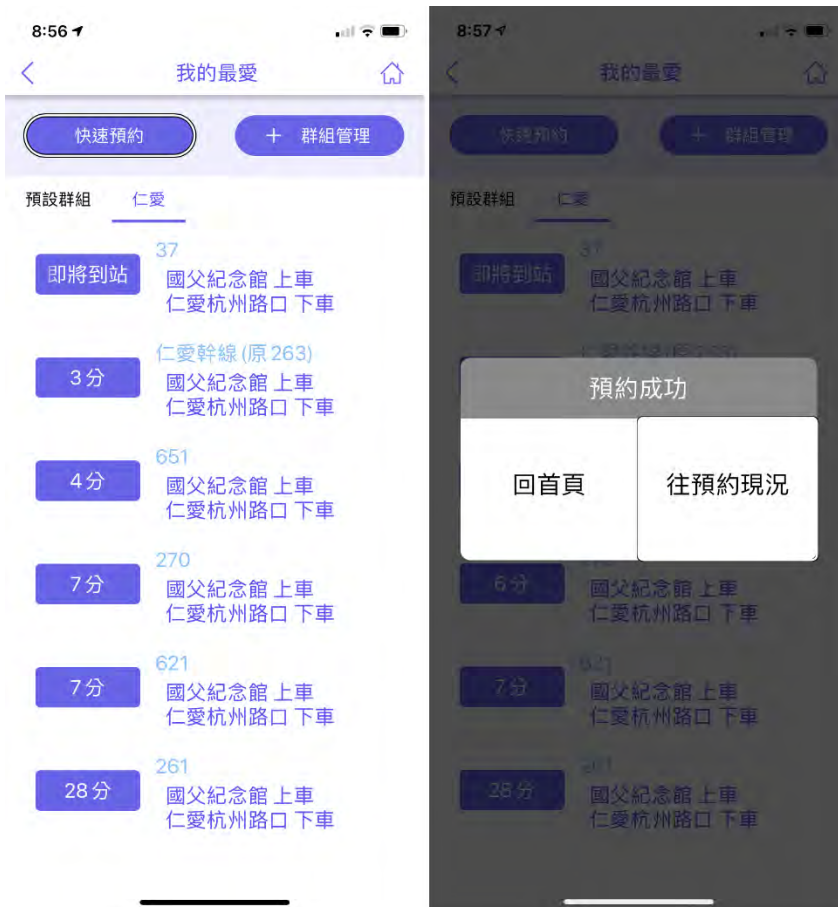 8:56
我的最愛
快速預約
＋ 群組管理
預設群組
仁愛
即將到站
37
國父紀念館 上車
仁愛杭州路口 下車
3分
仁愛幹線(原263)
國父紀念館 上車
仁愛杭州路口 下車
4分
651
國父紀念館 上車
仁愛杭州路口 下車
7分
270
國父紀念館 上車
仁愛杭州路口 下車
7分
621
國父紀念館 上車
仁愛杭州路口 下車
28分
261
國父紀念館 上車
仁愛杭州路口 下車
8:57
我的最愛
快速預約
＋ 群組管理
預設群組
仁愛
即將到站
37
國父紀念館 上車
仁愛杭州路口 下車
仁愛幹線(原263)
預約成功
回首頁
往預約現況
6分
國父紀念館 上車
仁愛杭州路口 下車
7分
621
國父紀念館 上車
仁愛杭州路口 下車
28分
261
國父紀念館 上車
仁愛杭州路口 下車